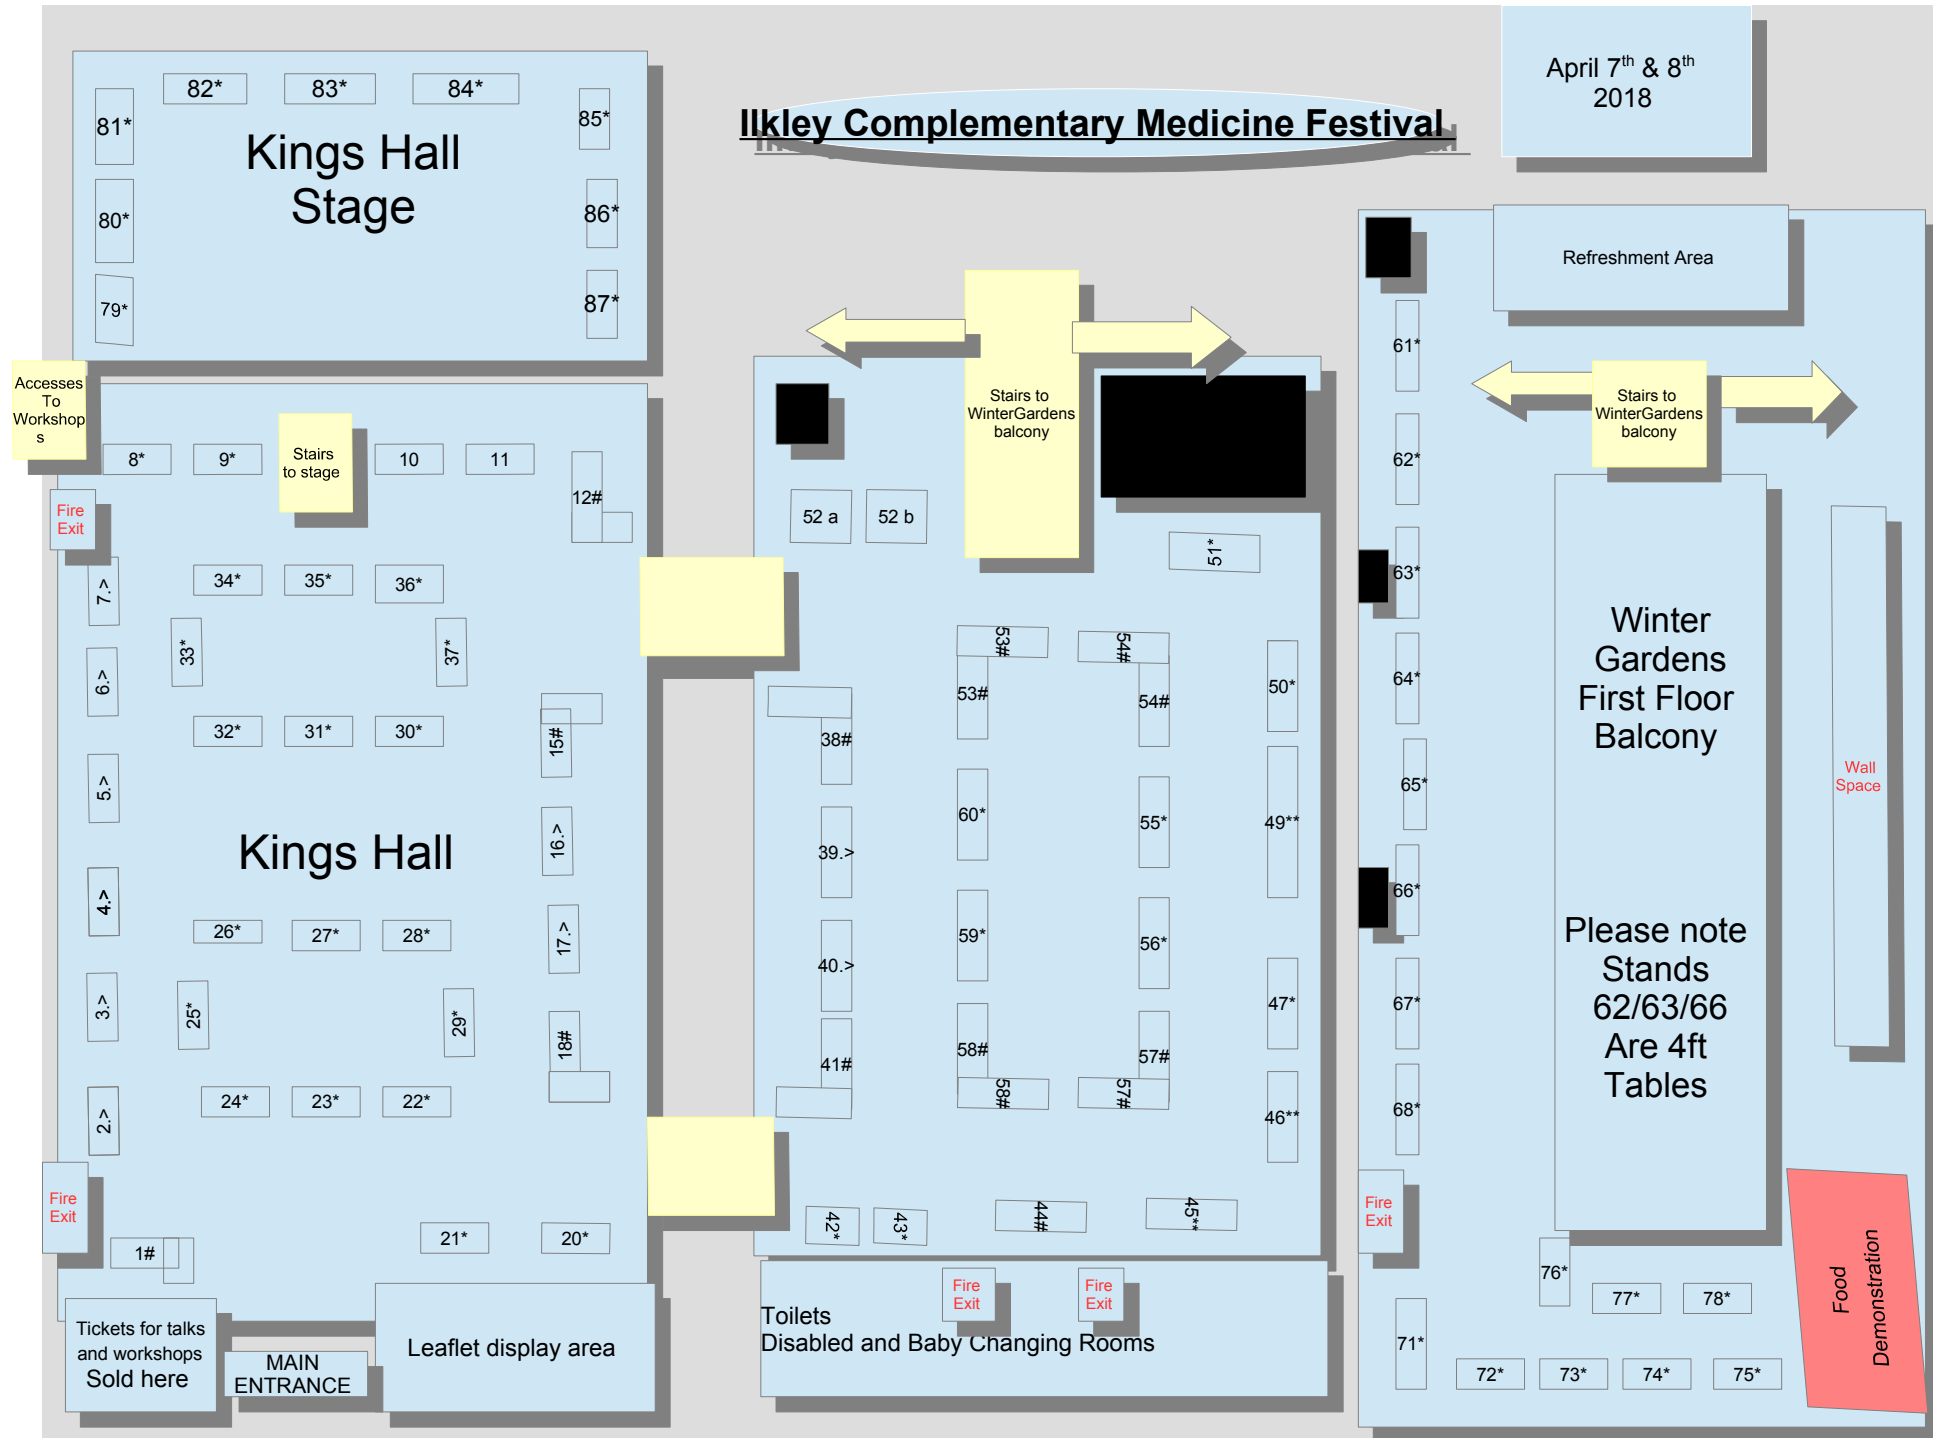 Ilkley Complementary Medicine Festival
April 7th & 8th
2018
82*
83*
84*
81*
85*
Kings Hall
Stage
80*
86*
79*
87*
Accesses
To
Workshop
s
8*
9*
Stairs
to stage
10
11
12#
Fire
Exit
7.>
34*
35*
36*
33*
37*
6.>
32*
31*
30*
15#
5.>
16.>
Kings Hall
4.>
26*
27*
28*
17.>
3.>
25*
29*
18#
2.>
24*
23*
22*
Fire
Exit
1#
21*
20*
Tickets for talks
and workshops
Sold here
MAIN
ENTRANCE
Leaflet display area
Stairs to
WinterGardens
balcony
52 a
52 b
51*
53#
54#
53#
54#
50*
38#
60*
55*
49**
39.>
59*
56*
40.>
47*
58#
57#
41#
58#
57#
46**
42*
43*
44#
45**
Fire
Exit
Fire
Exit
Toilets
Disabled and Baby Changing Rooms
Refreshment Area
61*
Stairs to
WinterGardens
balcony
62*
63*
64*
65*
66*
67*
68*
Winter
Gardens
First Floor
Balcony
Please note
Stands
62/63/66
Are 4ft
Tables
Wall
Space
Fire
Exit
76*
77*
78*
71*
72*
73*
74*
75*
Food
Demonstration